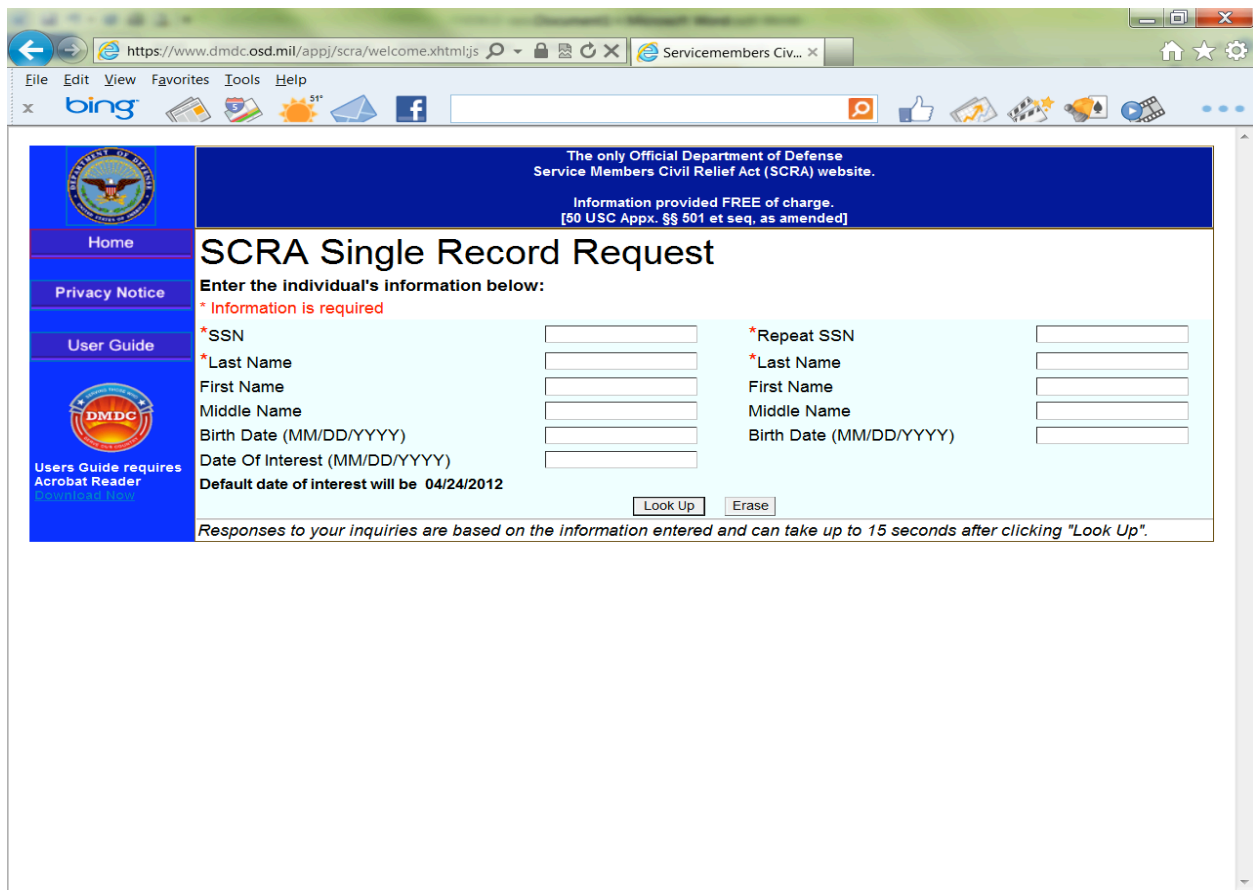 https://www.dmdc.osd.mil/appj/scra/welcome.xhtml;js
Servicemembers Civ...
File Edit View Favorites Tools Help
x bing 51°
The only Official Department of Defense
Service Members Civil Relief Act (SCRA) website.
Information provided FREE of charge.
[50 USC Appx. §§ 501 et seq, as amended]
Home
Privacy Notice
User Guide
DMDC
Users Guide requires
Acrobat Reader
Download Now
SCRA Single Record Request
Enter the individual's information below:
* Information is required
*SSN *Repeat SSN
*Last Name *Last Name
First Name First Name
Middle Name Middle Name
Birth Date (MM/DD/YYYY) Birth Date (MM/DD/YYYY)
Date Of Interest (MM/DD/YYYY)
Default date of interest will be 04/24/2012
Look Up Erase
Responses to your inquiries are based on the information entered and can take up to 15 seconds after clicking "Look Up".